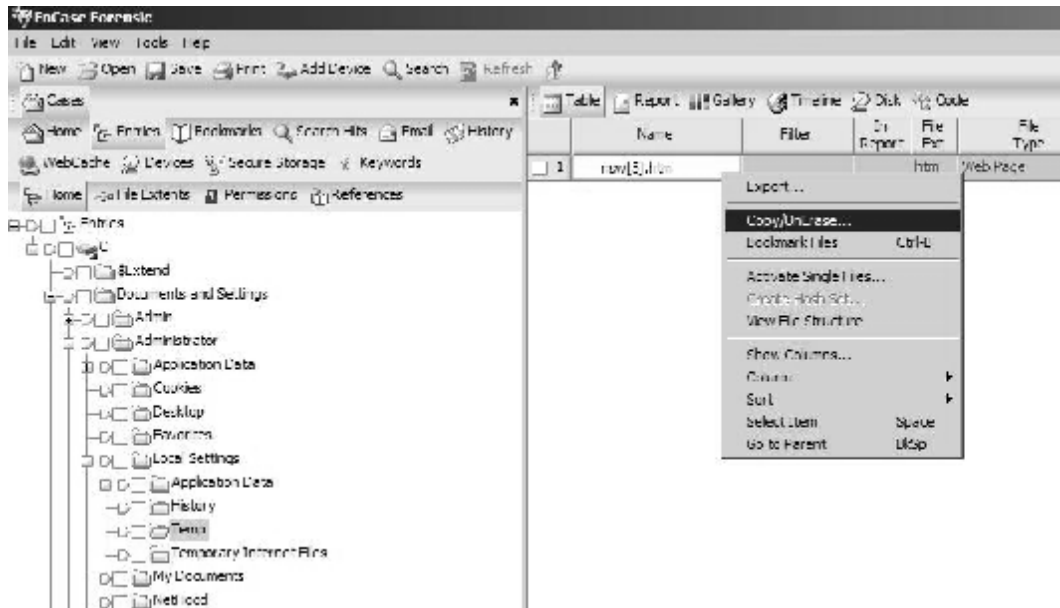 EnCase Forensic
File Edit View Tools Help
New Open Save Print Add Device Search Refresh
Cases
Table Report Gallery Timeline Disk Code
Home Entries Bookmarks Search Hits Email History
Name Filter In Report File Ext File Type
WebCache Devices Secure Storage Keywords
1 now[5].htm htm Web Page
Home File Extents Permissions References
Export...
Entries
Copy/UnErase...
C
Bookmark Files
$Extend
Documents and Settings
Activate Single Files...
Admin
Create Hash Set...
Administrator
View File Structure
Application Data
Show Columns...
Cookies
Column
Desktop
Sort
Favorites
Select Item Space
Local Settings
Go to Parent BkSp
Application Data
History
Temp
Temporary Internet Files
My Documents
NetHood